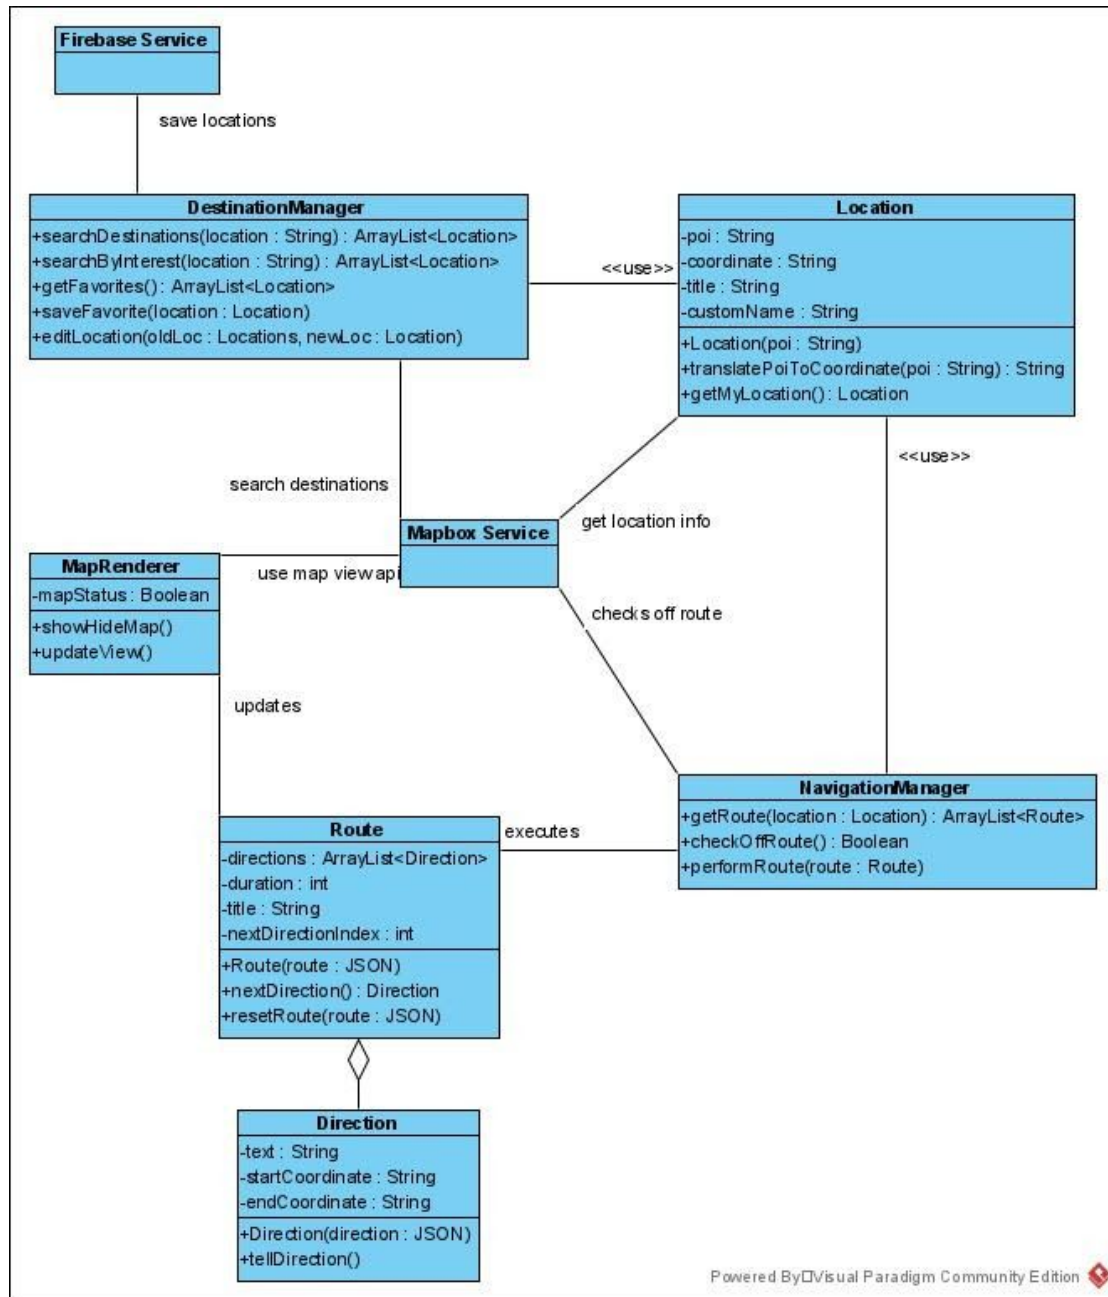 Firebase Service
save locations
DestinationManager
+searchDestinations(location : String) : ArrayList<Location>
+searchByInterest(location : String) : ArrayList<Location>
+getFavorites() : ArrayList<Location>
+saveFavorite(location : Location)
+editLocation(oldLoc : Locations, newLoc : Location)
<<use>>
Location
-poi : String
-coordinate : String
-title : String
-customName : String
+Location(poi : String)
+translatePoiToCoordinate(poi : String) : String
+getMyLocation() : Location
<<use>>
search destinations
Mapbox Service
get location info
MapRenderer
-mapStatus : Boolean
+showHideMap()
+updateView()
use map view api
checks off route
updates
NavigationManager
+getRoute(location : Location) : ArrayList<Route>
+checkOffRoute() : Boolean
+performRoute(route : Route)
executes
Route
-directions : ArrayList<Direction>
-duration : int
-title : String
-nextDirectionIndex : int
+Route(route : JSON)
+nextDirection() : Direction
+resetRoute(route : JSON)
Direction
-text : String
-startCoordinate : String
-endCoordinate : String
+Direction(direction : JSON)
+tellDirection()
Powered By□Visual Paradigm Community Edition